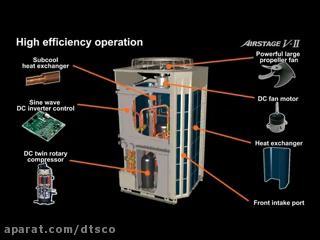 High efficiency operation
AIRSTAGE V-II
Subcool
heat exchanger
Sine wave
DC inverter control
DC twin rotary
compressor
Powerful large
propeller fan
DC fan motor
Heat exchanger
Front intake port
aparat.com/dtsco